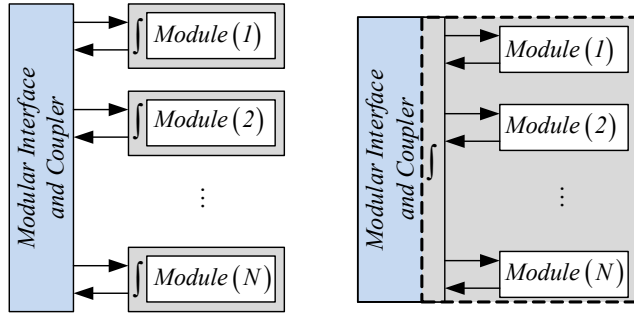 Modular Interface
and Coupler
∫ Module(1)
∫ Module(2)
⋮
∫ Module(N)
Modular Interface
and Coupler
∫
Module(1)
Module(2)
⋮
Module(N)